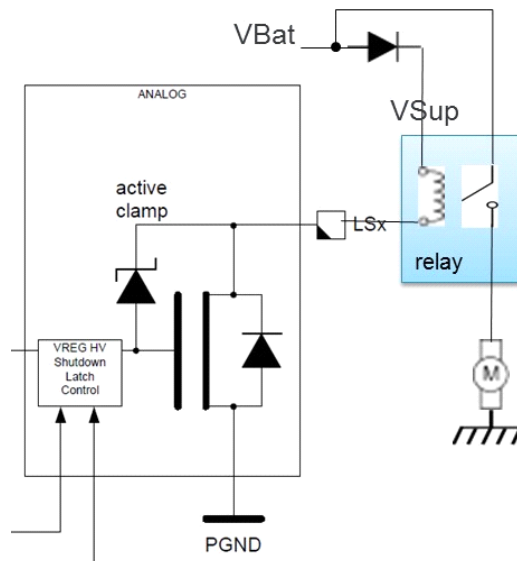 VBat
ANALOG
VSup
active
clamp
LSx
relay
VREG HV
Shutdown
Latch
Control
M
PGND